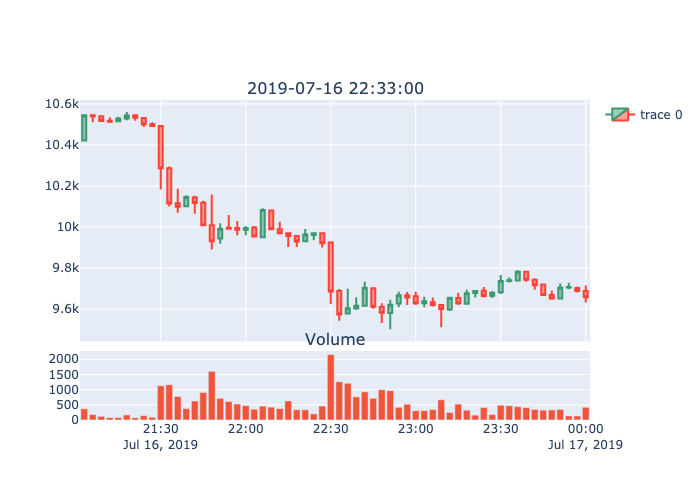 2019-07-16 22:33:00
10.6k
10.4k
10.2k
10k
9.8k
9.6k
trace 0
Volume
2000
1500
1000
500
0
21:30 22:00 22:30 23:00 23:30 00:00
Jul 16, 2019 Jul 17, 2019